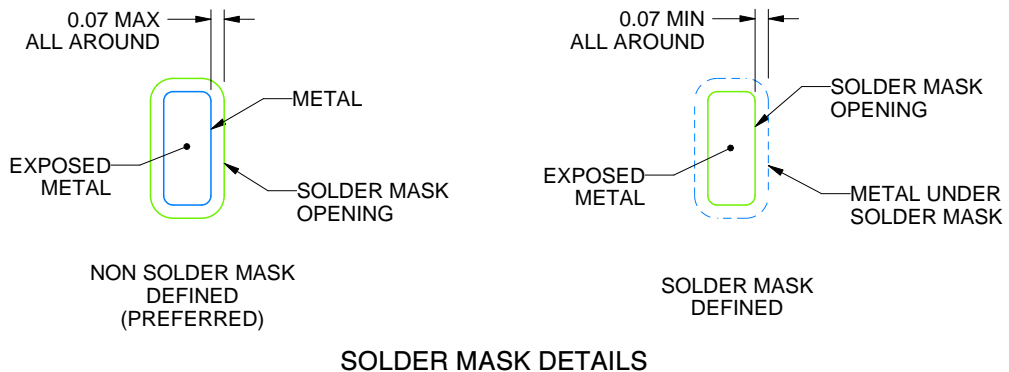 0.07 MAX
ALL AROUND
METAL
EXPOSED
METAL
SOLDER MASK
OPENING
NON SOLDER MASK
DEFINED
(PREFERRED)
0.07 MIN
ALL AROUND
SOLDER MASK
OPENING
EXPOSED
METAL
METAL UNDER
SOLDER MASK
SOLDER MASK
DEFINED
SOLDER MASK DETAILS